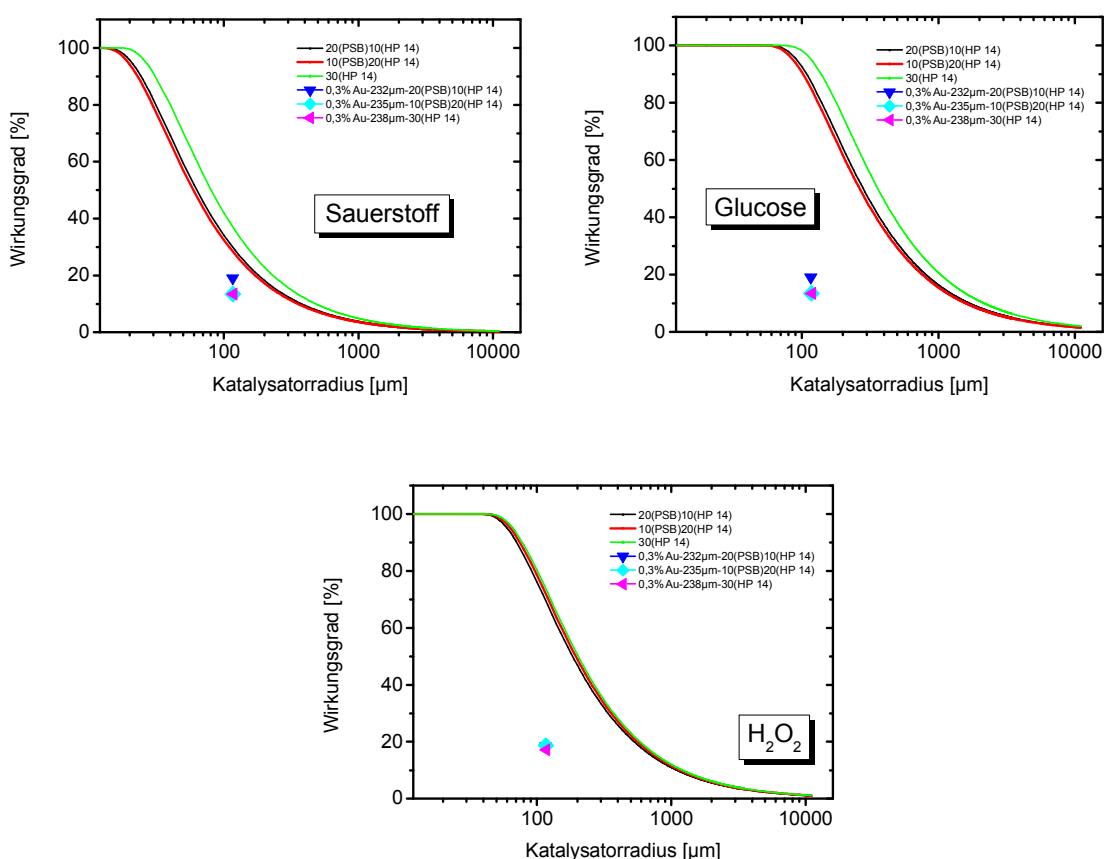 100
80
60
40
20
0
Wirkungsgrad [%]
20(PSB)10(HP 14)
10(PSB)20(HP 14)
30(HP 14)
0,3%Au-232µm-20(PSB)10(HP 14)
0,3%Au-235µm-10(PSB)20(HP 14)
0,3%Au-238µm-30(HP 14)
Sauerstoff
100 1000 10000
Katalysatorradius [µm]
100
80
60
40
20
0
Wirkungsgrad [%]
20(PSB)10(HP 14)
10(PSB)20(HP 14)
30(HP 14)
0,3%Au-232µm-20(PSB)10(HP 14)
0,3%Au-235µm-10(PSB)20(HP 14)
0,3%Au-238µm-30(HP 14)
Glucose
100 1000 10000
Katalysatorradius [µm]
100
80
60
40
20
0
Wirkungsgrad [%]
20(PSB)10(HP 14)
10(PSB)20(HP 14)
30(HP 14)
0,3%Au-232µm-20(PSB)10(HP 14)
0,3%Au-235µm-10(PSB)20(HP 14)
0,3%Au-238µm-30(HP 14)
H₂O₂
100 1000 10000
Katalysatorradius [µm]